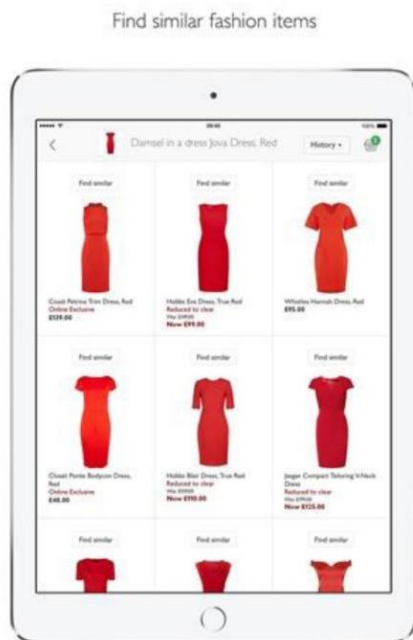 Find similar fashion items
Damsel in a dress Jova Dress, Red
History
Find similar
Find similar
Find similar
Coast Petrina Trim Dress, Red
Online Exclusive
£129.00
Hobbs Eva Dress, True Red
Reduced to clear
Now £99.00
Whistles Hannah Dress, Red
£95.00
Find similar
Find similar
Find similar
Closet Ponte Bodycon Dress,
Red
Online Exclusive
£48.00
Hobbs Blair Dress, True Red
Reduced to clear
Now £110.00
Jaeger Compact Tailoring V-Neck
Dress
Reduced to clear
Now £125.00
Find similar
Find similar
Find similar